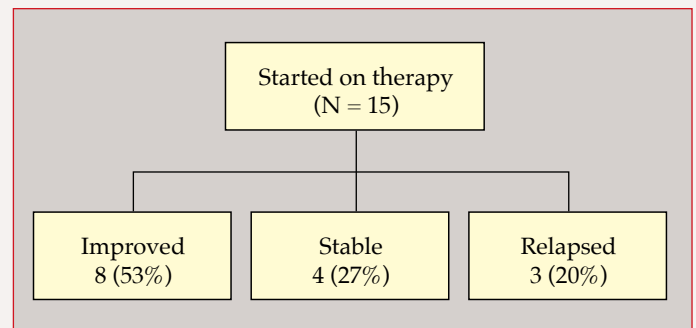 Started on therapy
(N = 15)
Improved
8 (53%)
Stable
4 (27%)
Relapsed
3 (20%)